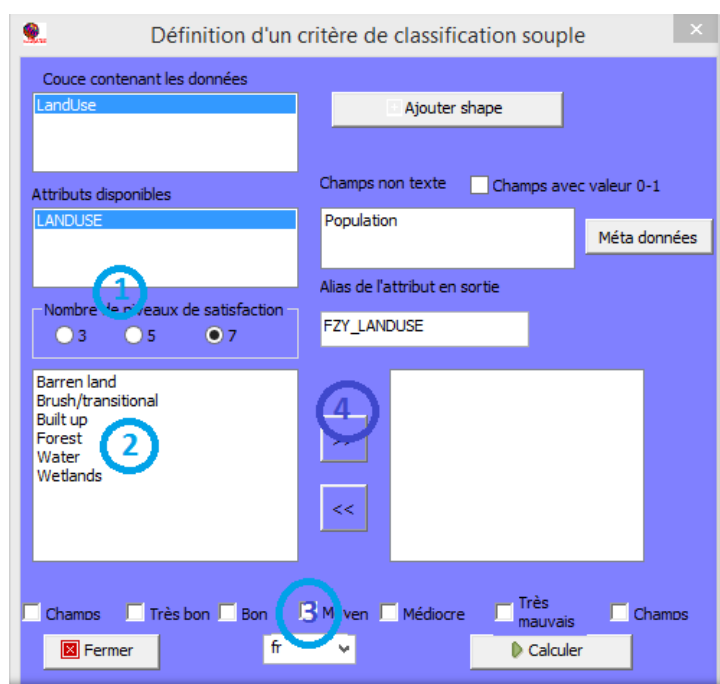 Définition d'un critère de classification souple
Couce contenant les données
LandUse
Ajouter shape
Attributs disponibles
LANDUSE
Champs non texte
Champs avec valeur 0-1
Population
Méta données
1
Nombre de niveaux de satisfaction
3 5 7
Alias de l'attribut en sortie
FZY_LANDUSE
Barren land
Brush/transitional
Built up
Forest
Water
Wetlands
2
4
>>
<<
3
Champs Très bon Bon Moyen Médiocre Très mauvais Champs
Fermer
fr
Calculer